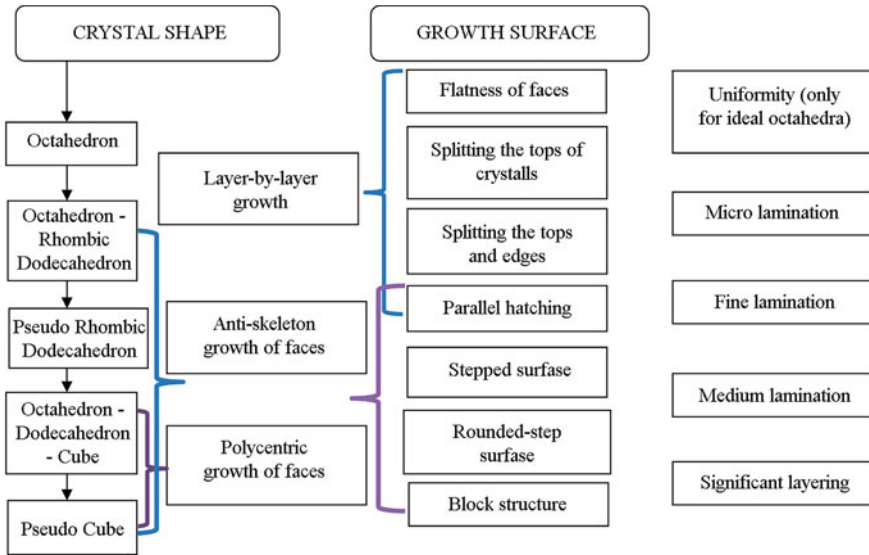 CRYSTAL SHAPE
Octahedron
Octahedron -
Rhombic
Dodecahedron
Pseudo Rhombic
Dodecahedron
Octahedron -
Dodecahedron
- Cube
Pseudo Cube
Layer-by-layer
growth
Anti-skeleton
growth of faces
Polycentric
growth of faces
GROWTH SURFACE
Flatness of faces
Splitting the tops of
crystalls
Splitting the tops
and edges
Parallel hatching
Stepped surfase
Rounded-step
surfase
Block structure
Uniformity (only
for ideal octahedra)
Micro lamination
Fine lamination
Medium lamination
Significant layering